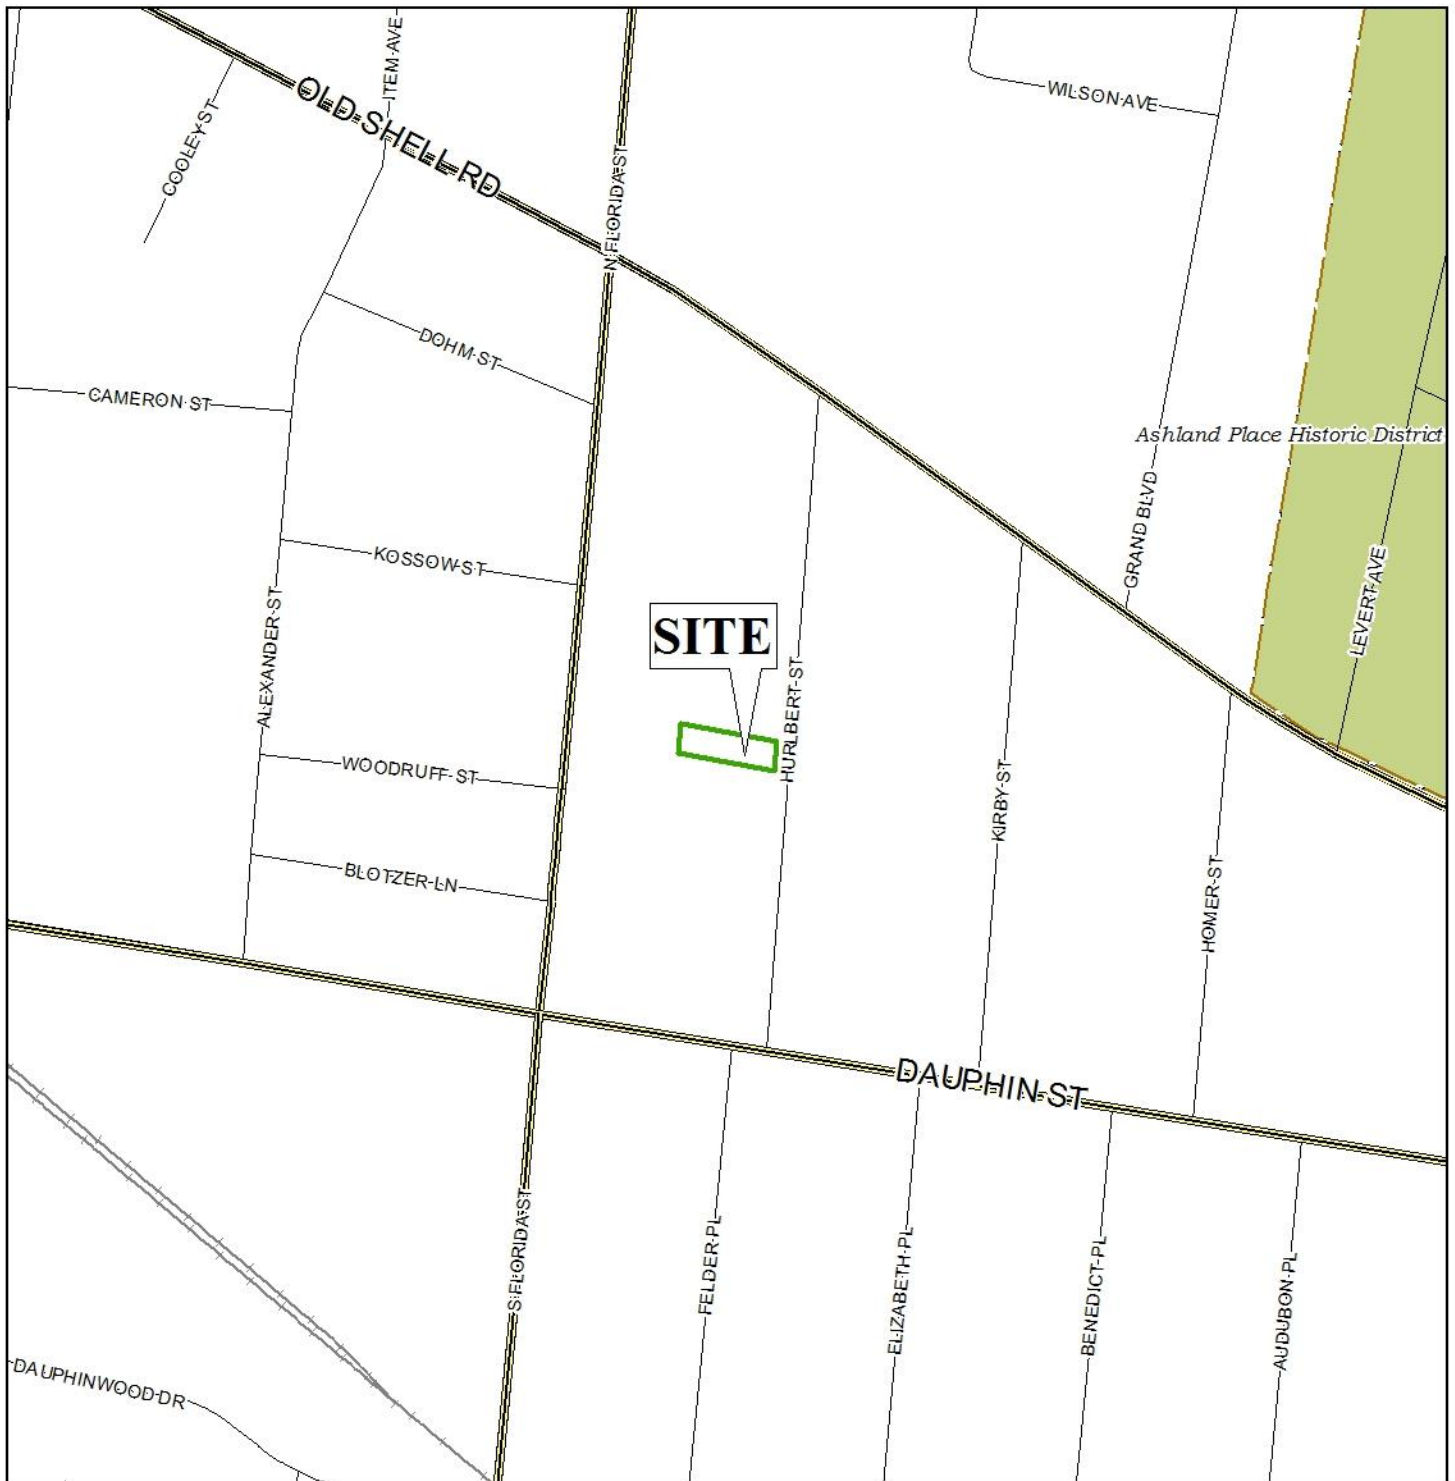 ITEM AVE
WILSON AVE
OLD SHELL RD
COOLEY ST
N FLORIDA ST
DOHM ST
CAMERON ST
Ashland Place Historic District
GRAND BLVD
KOSSOW ST
LEVERT AVE
ALEXANDER ST
SITE
HURLBERT ST
WOODRUFF ST
KIRBY ST
BLOTZER LN
HOMER ST
DAUPHIN ST
S FLORIDA ST
FELDER PL
ELIZABETH PL
BENEDICT PL
AUDUBON PL
DAUPHINWOOD DR